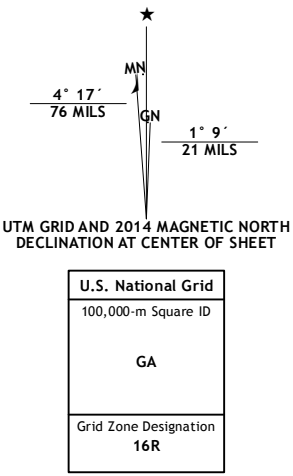 ★
MN
4° 17´
76 MILS
GN
1° 9´
21 MILS
UTM GRID AND 2014 MAGNETIC NORTH
DECLINATION AT CENTER OF SHEET
U.S. National Grid
100,000-m Square ID
GA
Grid Zone Designation
16R